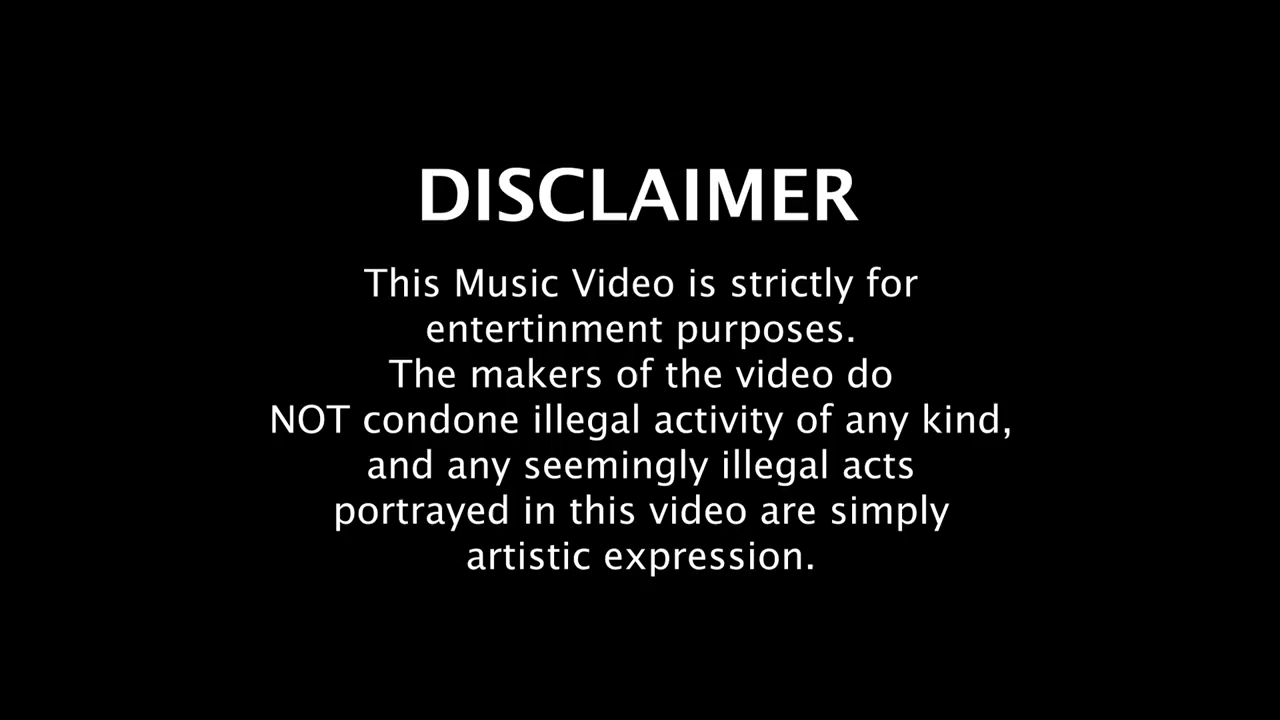 DISCLAIMER
This Music Video is strictly for
entertinment purposes.
The makers of the video do
NOT condone illegal activity of any kind,
and any seemingly illegal acts
portrayed in this video are simply
artistic expression.